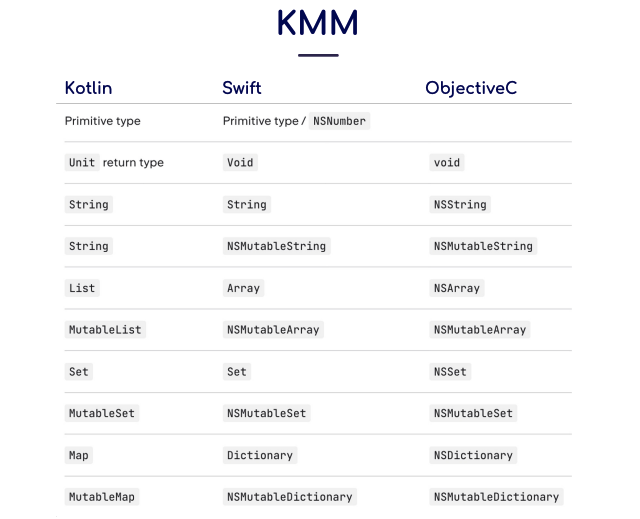 KMM
Kotlin Swift ObjectiveC
Primitive type Primitive type / NSNumber
Unit return type Void void
String String NSString
String NSMutableString NSMutableString
List Array NSArray
MutableList NSMutableArray NSMutableArray
Set Set NSSet
MutableSet NSMutableSet NSMutableSet
Map Dictionary NSDictionary
MutableMap NSMutableDictionary NSMutableDictionary